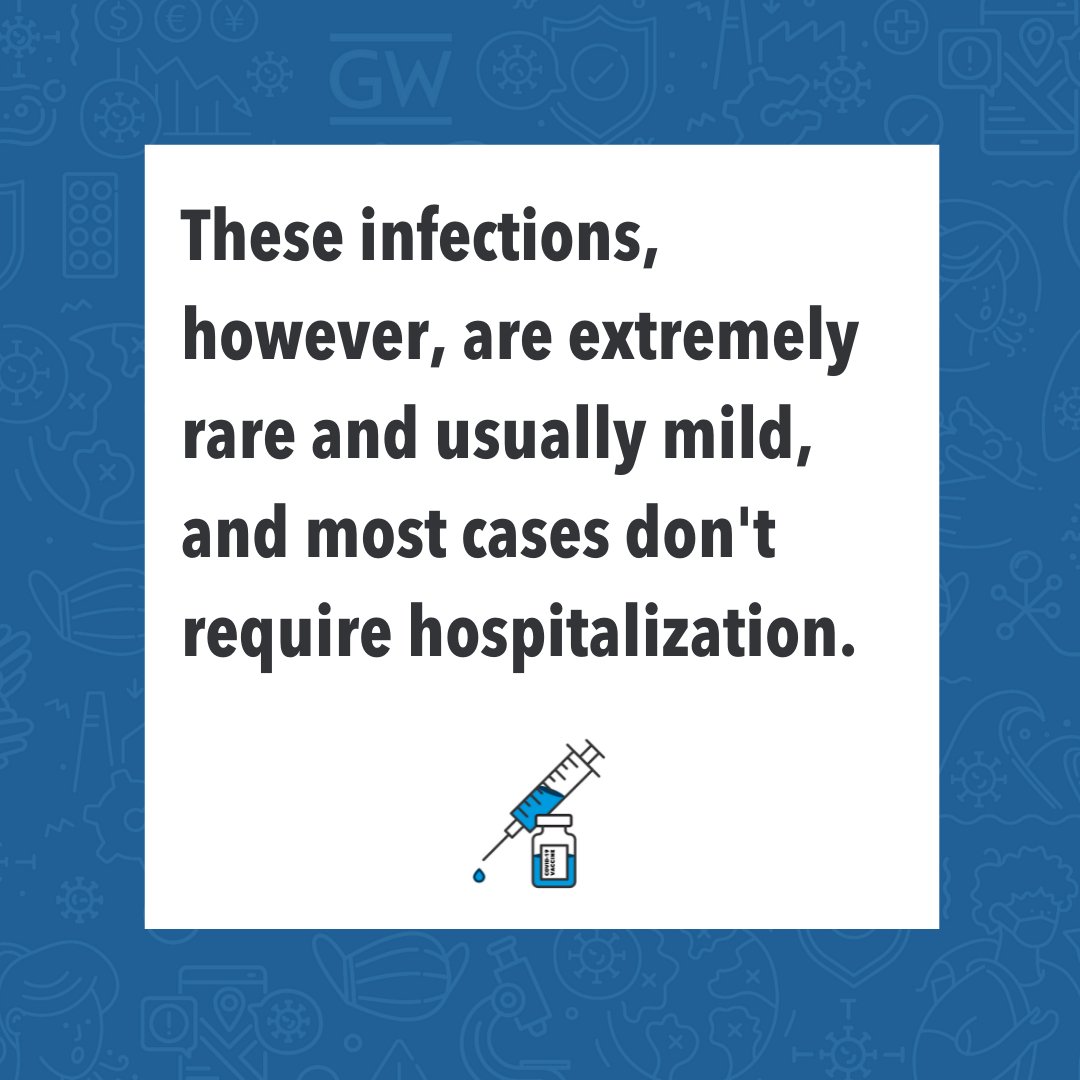 GW
These infections,
however, are extremely
rare and usually mild,
and most cases don't
require hospitalization.
COVID-19
VACCINE